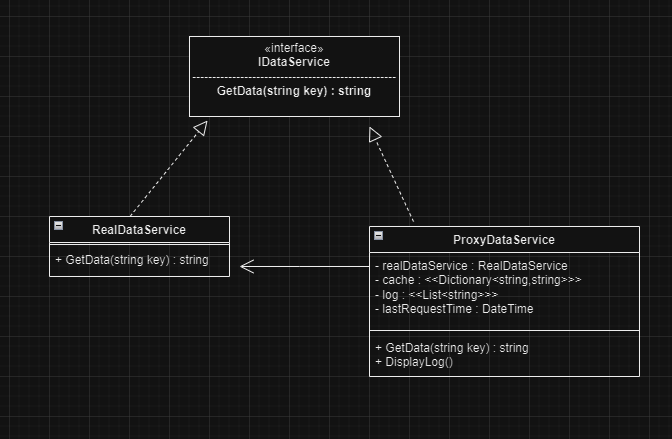 «interface»
IDataService
GetData(string key) : string
RealDataService
+ GetData(string key) : string
ProxyDataService
- realDataService : RealDataService
- cache : <<Dictionary<string,string>>>
- log : <<List<string>>>
- lastRequestTime : DateTime
+ GetData(string key) : string
+ DisplayLog()